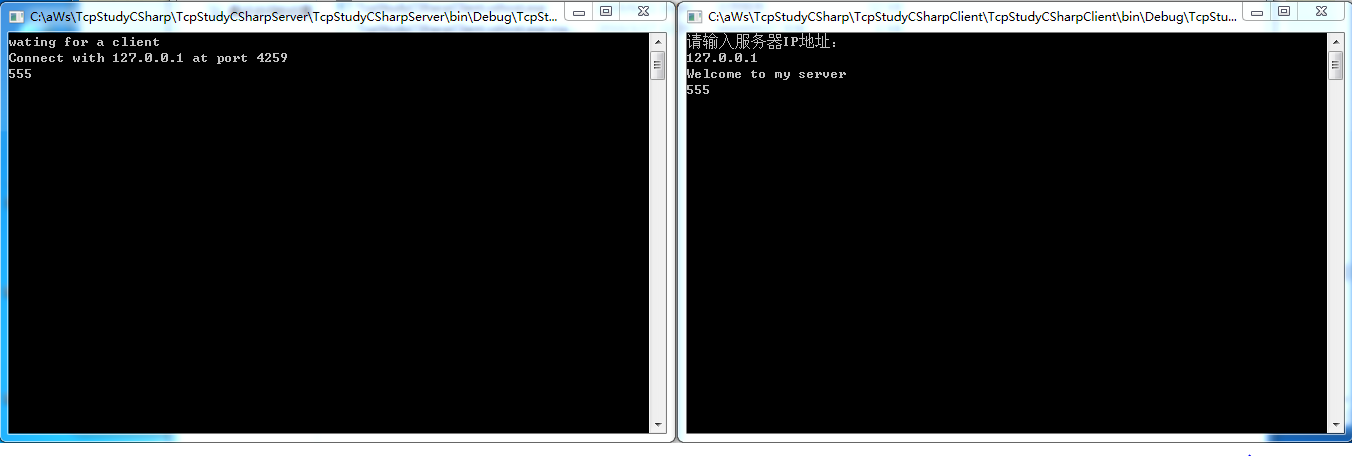 C:\aWs\TcpStudyCSharp\TcpStudyCSharpServer\TcpStudyCSharpServer\bin\Debug\TcpSt...
wating for a client
Connect with 127.0.0.1 at port 4259
555
C:\aWs\TcpStudyCSharp\TcpStudyCSharpClient\TcpStudyCSharpClient\bin\Debug\TcpStu...
请输入服务器IP地址:
127.0.0.1
Welcome to my server
555